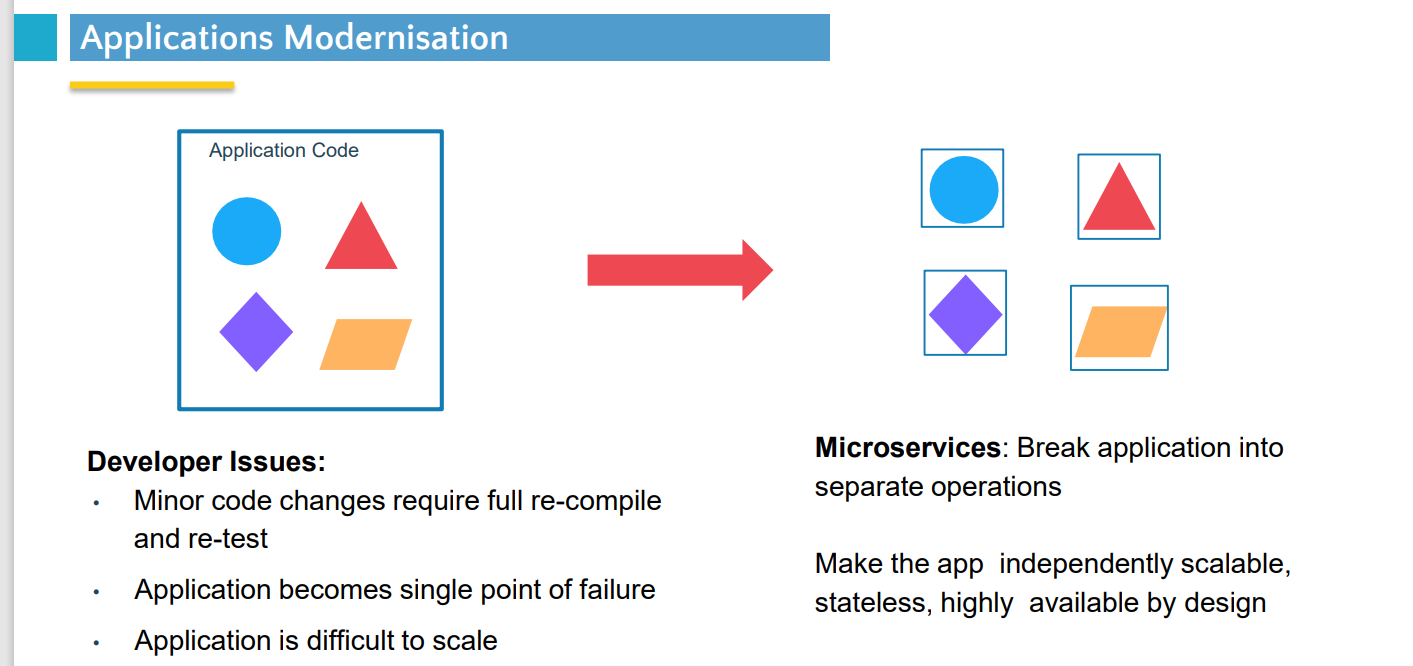 Applications Modernisation
Application Code
Developer Issues:
• Minor code changes require full re-compile
and re-test
• Application becomes single point of failure
• Application is difficult to scale
Microservices: Break application into
separate operations
Make the app  independently scalable,
stateless, highly  available by design